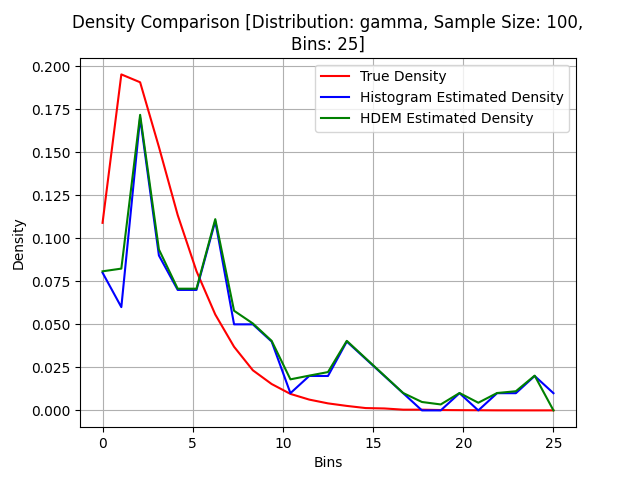 Density Comparison [Distribution: gamma, Sample Size: 100,
Bins: 25]
True Density
Histogram Estimated Density
HDEM Estimated Density
Density
0.200
0.175
0.150
0.125
0.100
0.075
0.050
0.025
0.000
0 5 10 15 20 25
Bins